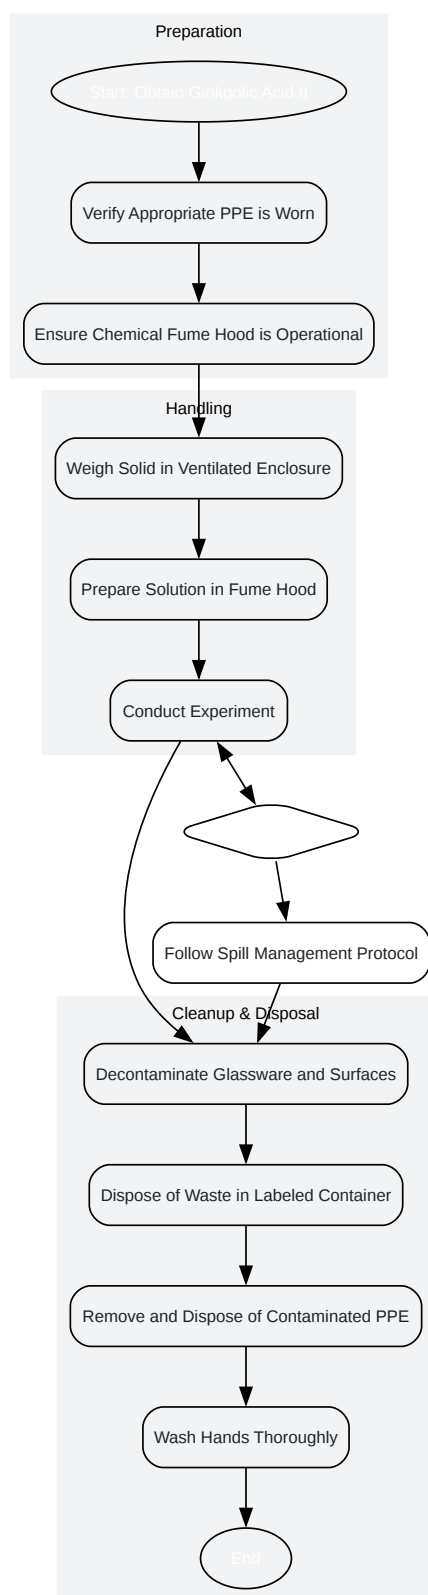 Preparation
Start: Obtain Ginkgolic Acid II
Verify Appropriate PPE is Worn
Ensure Chemical Fume Hood is Operational
Handling
Weigh Solid in Ventilated Enclosure
Prepare Solution in Fume Hood
Conduct Experiment
Follow Spill Management Protocol
Cleanup & Disposal
Decontaminate Glassware and Surfaces
Dispose of Waste in Labeled Container
Remove and Dispose of Contaminated PPE
Wash Hands Thoroughly
End